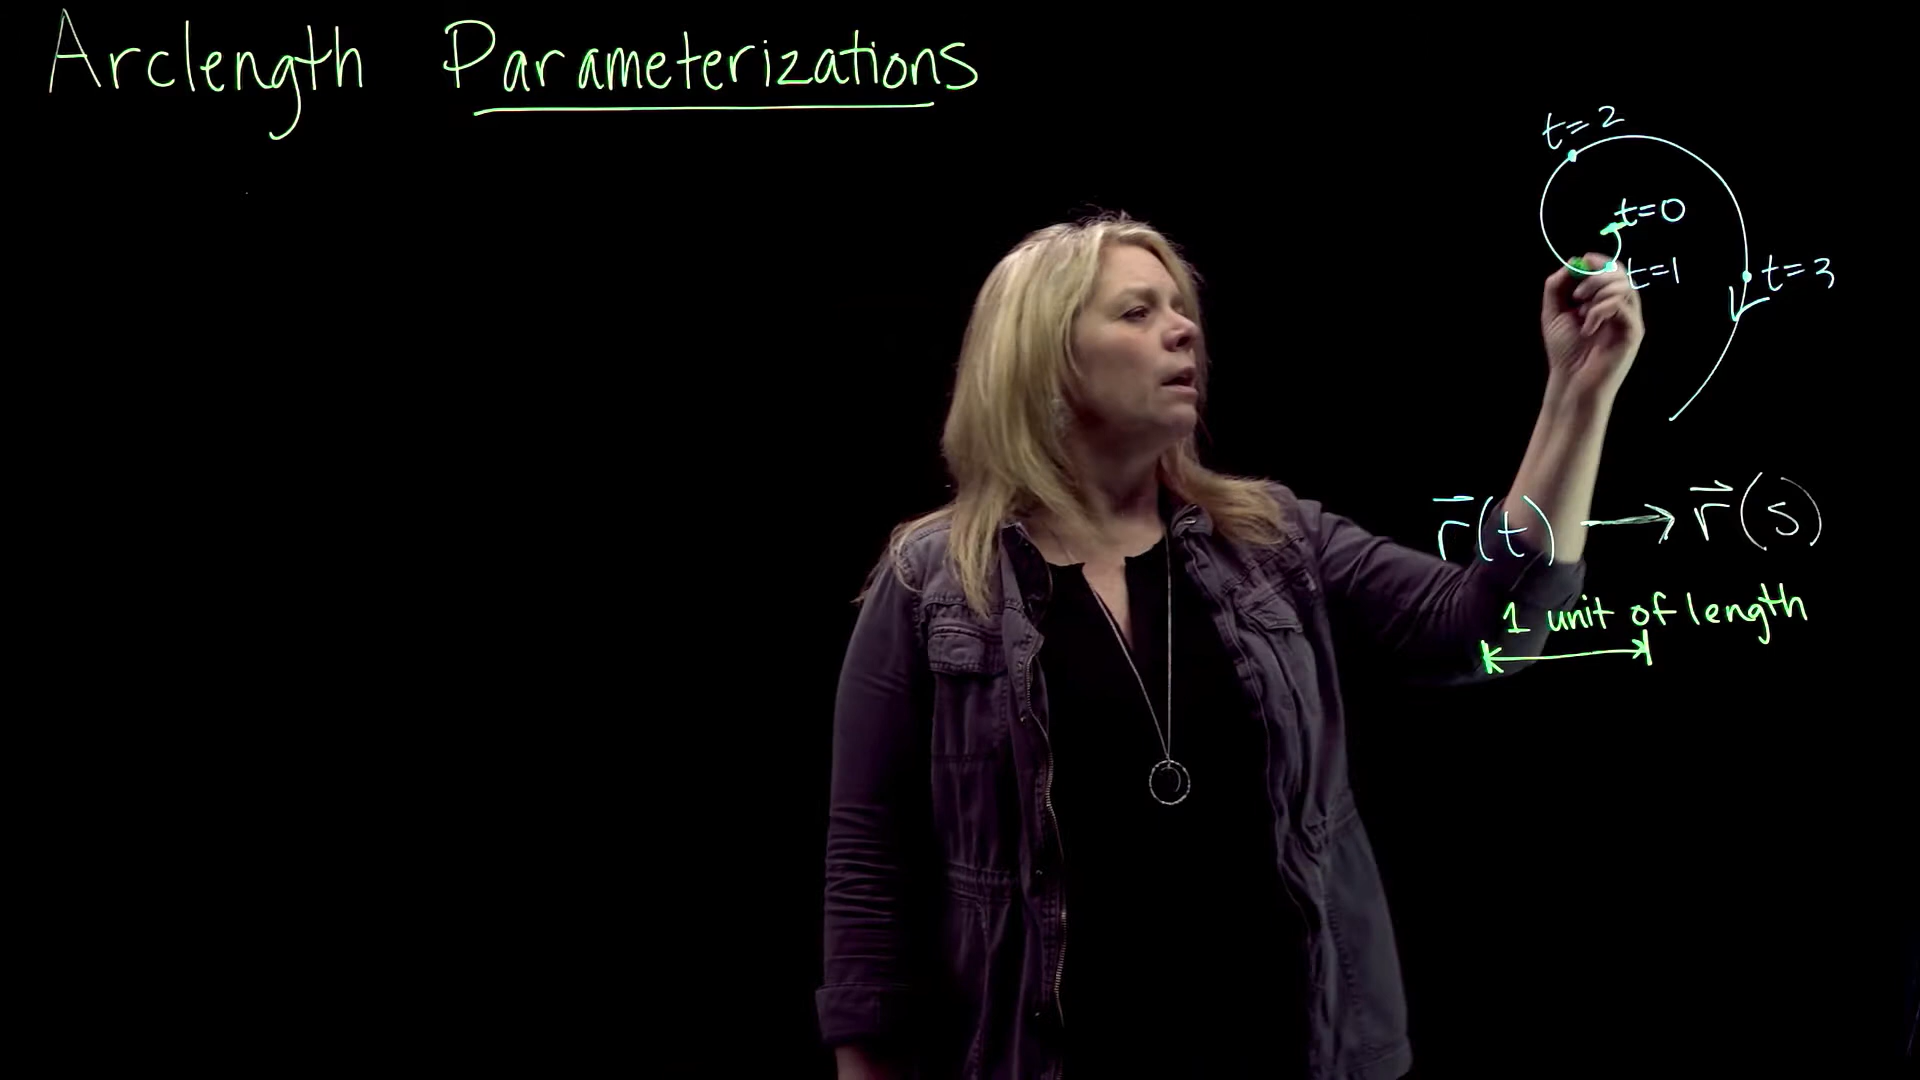 Arclength Parameterizations
t=2
t=0
t=1
t=3
r⃗(t) → r⃗(s)
1 unit of length